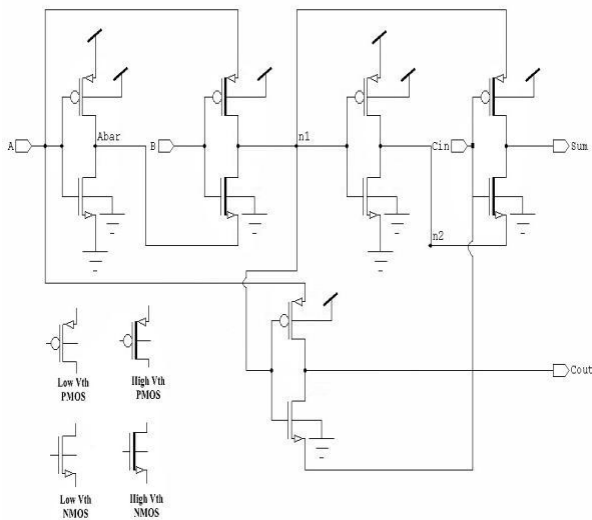 A
Abar
B
n1
Cin
Sum
n2
Cout
Low Vth
PMOS
High Vth
PMOS
Low Vth
NMOS
High Vth
NMOS